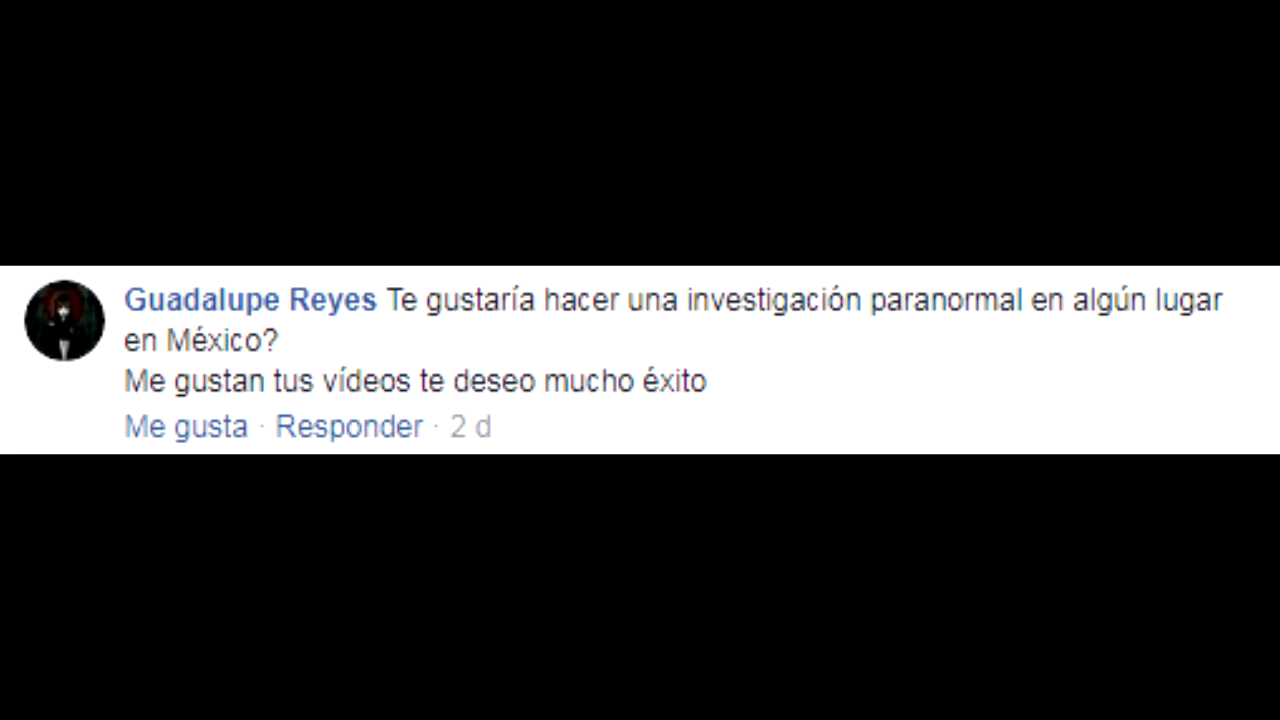 Guadalupe Reyes Te gustaría hacer una investigación paranormal en algún lugar
en México?
Me gustan tus vídeos te deseo mucho éxito
Me gusta · Responder · 2 d